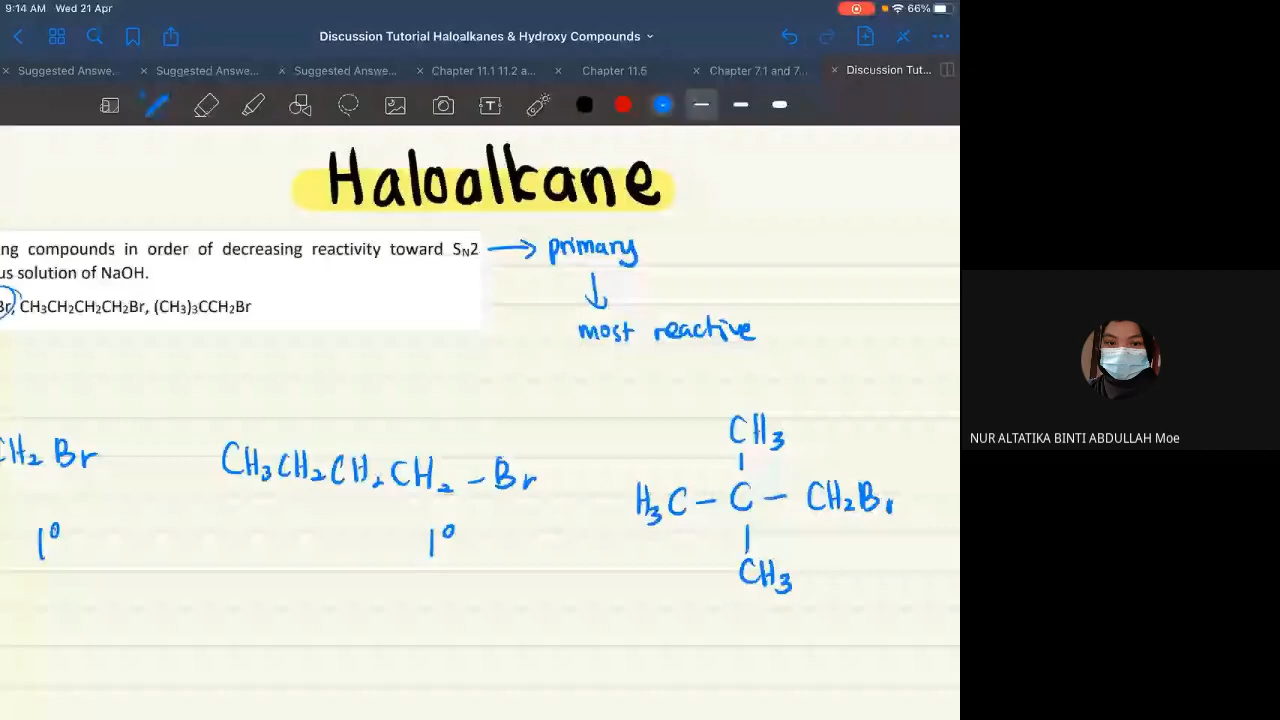 9:14 AM Wed 21 Apr
66%
Discussion Tutorial Haloalkanes & Hydroxy Compounds
Suggested Answe...
Suggested Answe...
Suggested Answe...
Chapter 11.1 11.2 a...
Chapter 11.5
Chapter 7.1 and 7...
Discussion Tut...
Haloalkane
ng compounds in order of decreasing reactivity toward SN2
us solution of NaOH.
Br, CH3CH2CH2CH2Br, (CH3)3CCH2Br
→ primary
↓
most reactive
CH2 Br
1°
CH3CH2CH2CH2 - Br
1°
CH3
H3C - C - CH2Br
CH3
NUR ALTATIKA BINTI ABDULLAH Moe